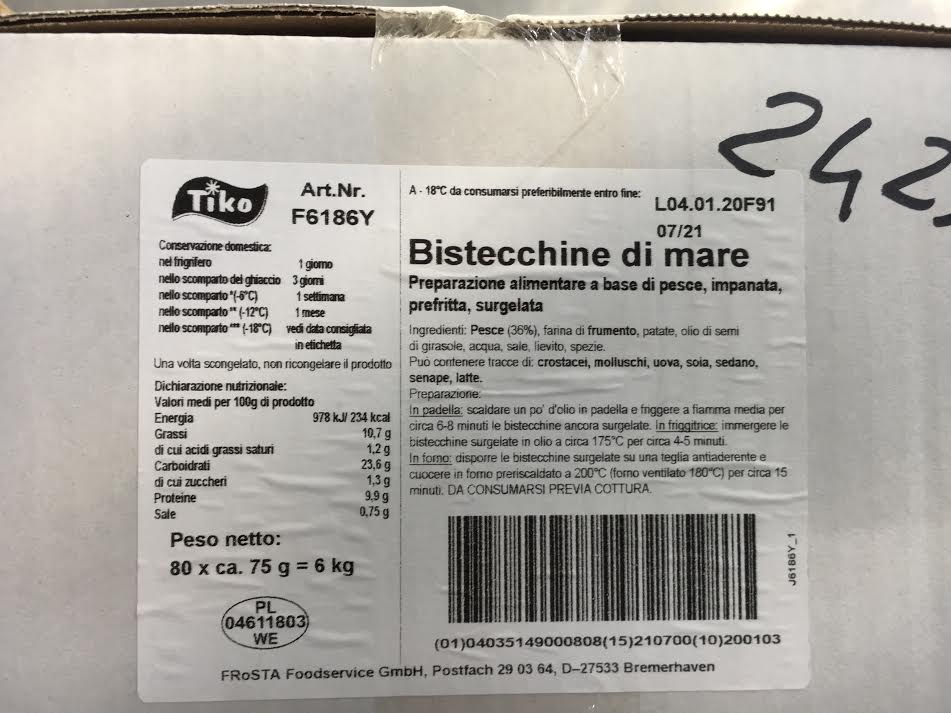 242
Tiko
Art.Nr.
F6186Y
Conservazione domestica:
nel frigrifero 1 giorno
nello scomparto del ghiaccio 3 giorni
nello scomparto *(-6°C) 1 settimana
nello scomparto ** (-12°C) 1 mese
nello scomparto *** (-18°C) vedi data consigliata
in etichetta
Una volta scongelato, non ricongelare il prodotto
Dichiarazione nutrizionale:
Valori medi per 100g di prodotto
Energia 978 kJ/ 234 kcal
Grassi 10,7 g
di cui acidi grassi saturi 1,2 g
Carboidrati 23,6 g
di cui zuccheri 1,3 g
Proteine 9,9 g
Sale 0,75 g
Peso netto:
80 x ca. 75 g = 6 kg
PL
04611803
WE
A - 18°C da consumarsi preferibilmente entro fine:
L04.01.20F91
07/21
Bistecchine di mare
Preparazione alimentare a base di pesce, impanata,
prefritta, surgelata
Ingredienti: Pesce (36%), farina di frumento, patate, olio di semi
di girasole, acqua, sale, lievito, spezie.
Può contenere tracce di: crostacei, molluschi, uova, soia, sedano,
senape, latte.
Preparazione:
In padella: scaldare un po' d'olio in padella e friggere a fiamma media per
circa 6-8 minuti le bistecchine ancora surgelate. In friggitrice: immergere le
bistecchine surgelate in olio a circa 175°C per circa 4-5 minuti.
In forno: disporre le bistecchine surgelate su una teglia antiaderente e
cuocere in forno preriscaldato a 200°C (forno ventilato 180°C) per circa 15
minuti. DA CONSUMARSI PREVIA COTTURA.
J6186Y_1
(01)04035149000808(15)210700(10)200103
FRoSTA Foodservice GmbH, Postfach 29 03 64, D–27533 Bremerhaven